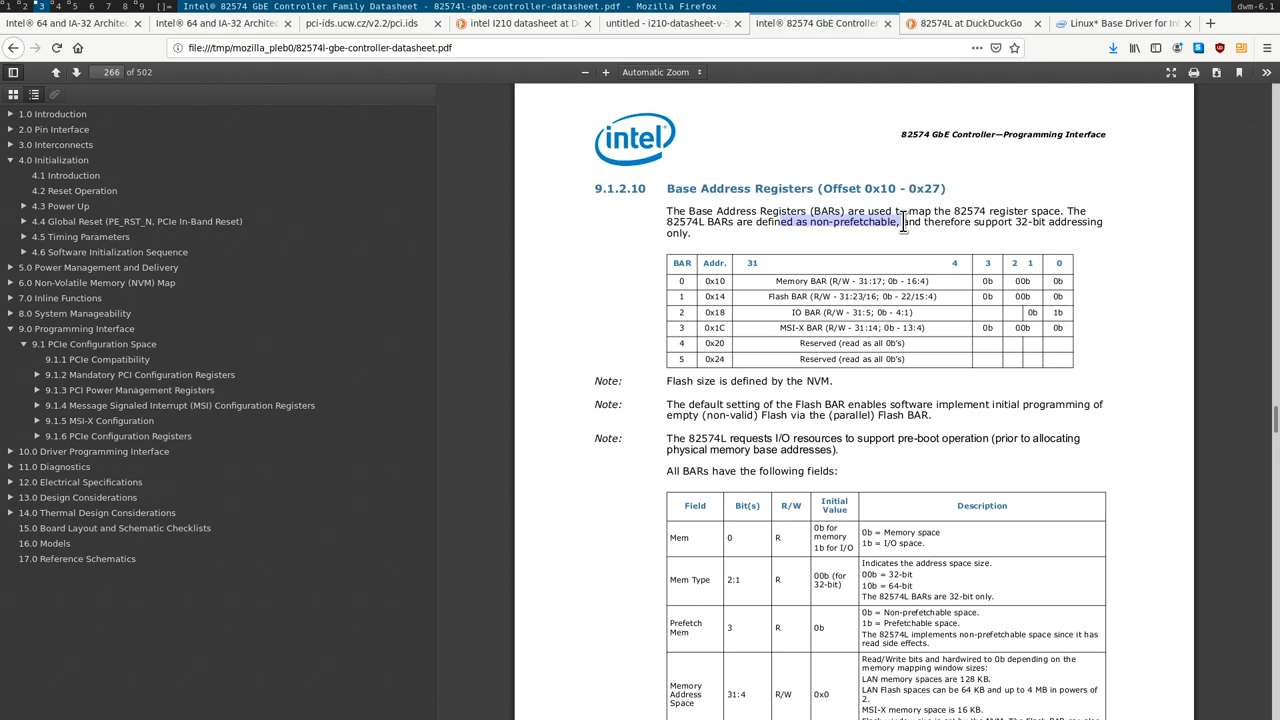 1 2 3 4 5 6 7 8 9 []= Intel® 82574 GbE Controller Family Datasheet - 82574l-gbe-controller-datasheet.pdf - Mozilla Firefox dwm-6.1
Intel® 64 and IA-32 Architec
Intel® 64 and IA-32 Architec
pci-ids.ucw.cz/v2.2/pci.ids
intel I210 datasheet at D
untitled - i210-datasheet-v-3
Intel® 82574 GbE Controlle
82574L at DuckDuckGo
Linux* Base Driver for Int
file:///tmp/mozilla_pleb0/82574l-gbe-controller-datasheet.pdf
266 of 502
Automatic Zoom
1.0 Introduction
2.0 Pin Interface
3.0 Interconnects
4.0 Initialization
4.1 Introduction
4.2 Reset Operation
4.3 Power Up
4.4 Global Reset (PE_RST_N, PCIe In-Band Reset)
4.5 Timing Parameters
4.6 Software Initialization Sequence
5.0 Power Management and Delivery
6.0 Non-Volatile Memory (NVM) Map
7.0 Inline Functions
8.0 System Manageability
9.0 Programming Interface
9.1 PCIe Configuration Space
9.1.1 PCIe Compatibility
9.1.2 Mandatory PCI Configuration Registers
9.1.3 PCI Power Management Registers
9.1.4 Message Signaled Interrupt (MSI) Configuration Registers
9.1.5 MSI-X Configuration
9.1.6 PCIe Configuration Registers
10.0 Driver Programming Interface
11.0 Diagnostics
12.0 Electrical Specifications
13.0 Design Considerations
14.0 Thermal Design Considerations
15.0 Board Layout and Schematic Checklists
16.0 Models
17.0 Reference Schematics
intel
82574 GbE Controller—Programming Interface
9.1.2.10 Base Address Registers (Offset 0x10 - 0x27)
The Base Address Registers (BARs) are used to map the 82574 register space. The
82574L BARs are defined as non-prefetchable, and therefore support 32-bit addressing
only.
BAR Addr. 31 4 3 2 1 0
0 0x10 Memory BAR (R/W - 31:17; 0b - 16:4) 0b 00b 0b
1 0x14 Flash BAR (R/W - 31:23/16; 0b - 22/15:4) 0b 00b 0b
2 0x18 IO BAR (R/W - 31:5; 0b - 4:1) 0b 1b
3 0x1C MSI-X BAR (R/W - 31:14; 0b - 13:4) 0b 00b 0b
4 0x20 Reserved (read as all 0b's)
5 0x24 Reserved (read as all 0b's)
Note: Flash size is defined by the NVM.
Note: The default setting of the Flash BAR enables software implement initial programming of
empty (non-valid) Flash via the (parallel) Flash BAR.
Note: The 82574L requests I/O resources to support pre-boot operation (prior to allocating
physical memory base addresses).
All BARs have the following fields:
Field Bit(s) R/W Initial Value Description
Mem 0 R 0b for memory 1b for I/O 0b = Memory space
1b = I/O space.
Mem Type 2:1 R 00b (for 32-bit) Indicates the address space size.
00b = 32-bit
10b = 64-bit
The 82574L BARs are 32-bit only.
Prefetch Mem 3 R 0b 0b = Non-prefetchable space.
1b = Prefetchable space.
The 82574L implements non-prefetchable space since it has
read side effects.
Memory Address Space 31:4 R/W 0x0 Read/Write bits and hardwired to 0b depending on the
memory mapping window sizes:
LAN memory spaces are 128 KB.
LAN Flash spaces can be 64 KB and up to 4 MB in powers of
2.
MSI-X memory space is 16 KB.